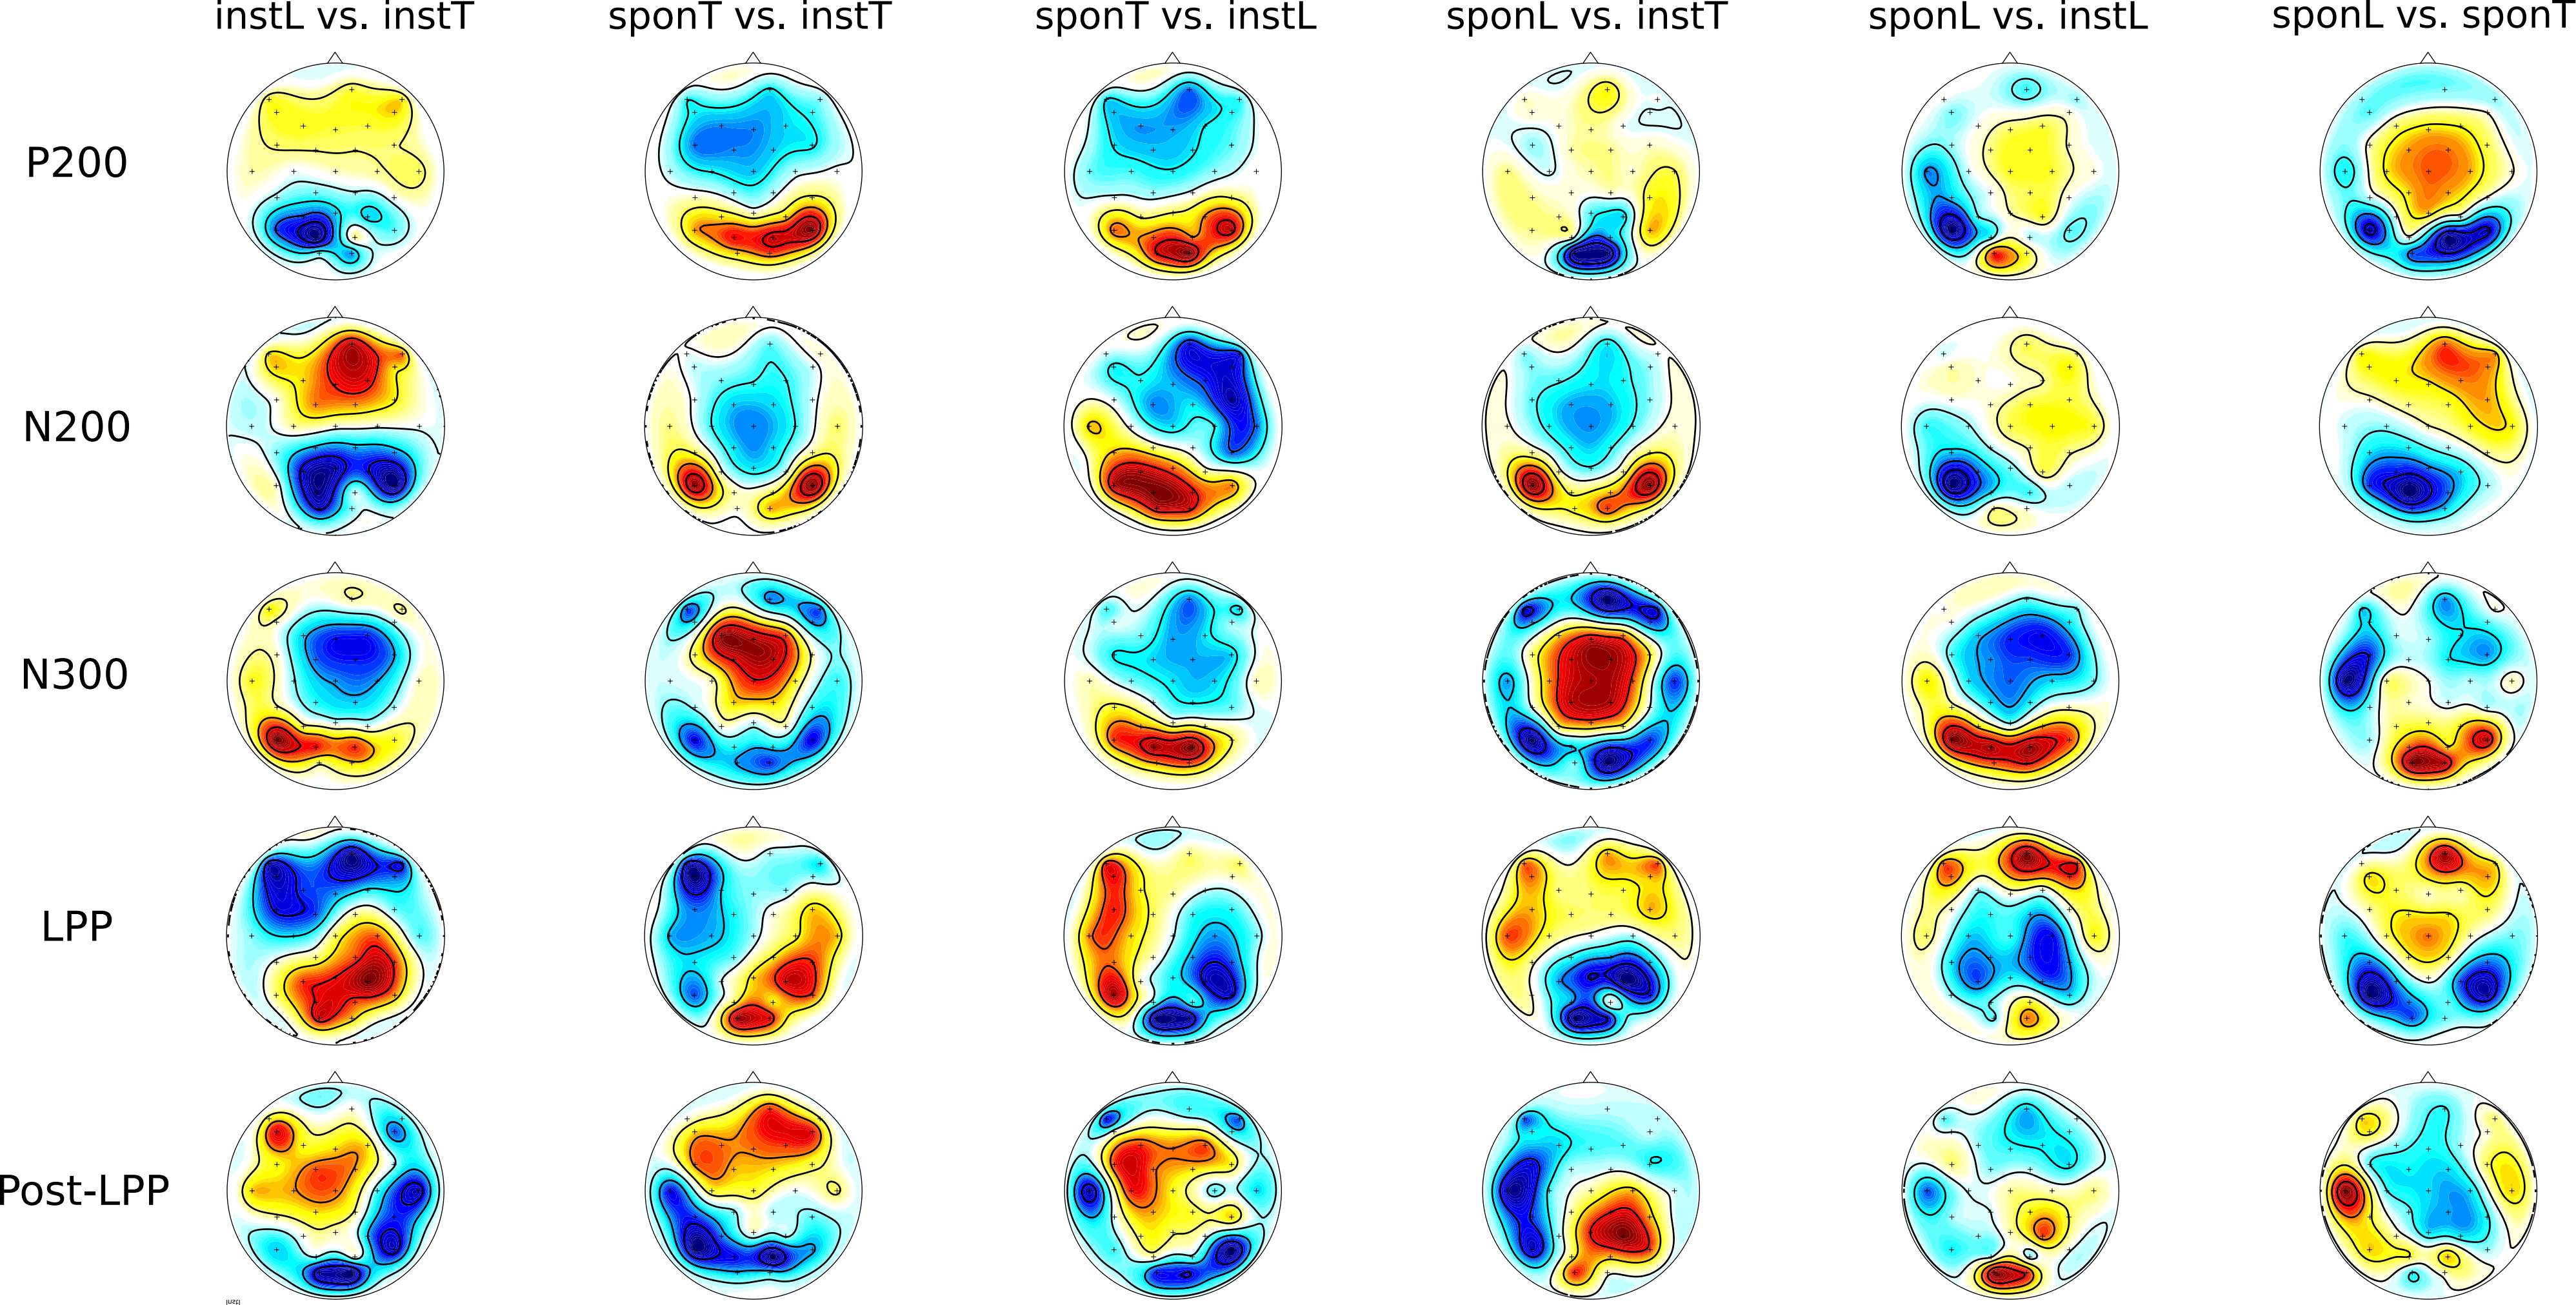 instL vs. instT
sponT vs. instT
sponT vs. instL
sponL vs. instT
sponL vs. instL
sponL vs. sponT
P200
N200
N300
LPP
Post-LPP